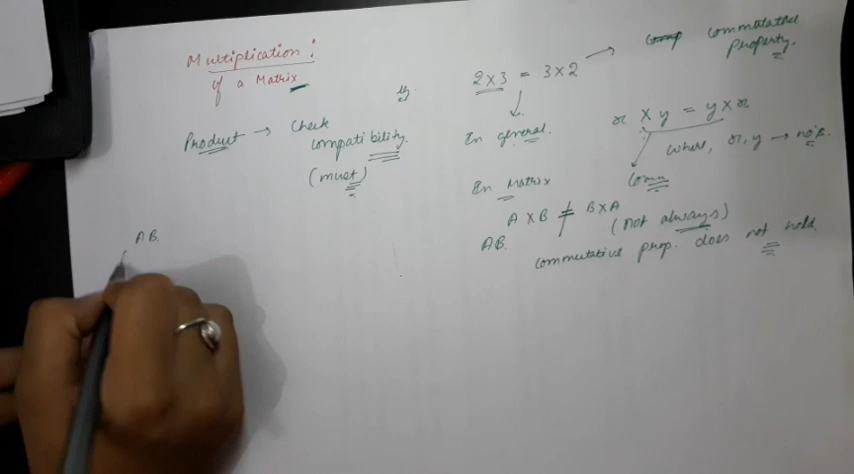 Multiplication:
of a Matrix
Product → Check
compatibility.
(must)
AB.
2 x 3 = 3 x 2 → commutative
property.
In general. x X y = y X x
where, x, y → no's.
Comm
In Matrix
A x B ≠ B x A
(not always)
AB.
commutative prop. does not hold.